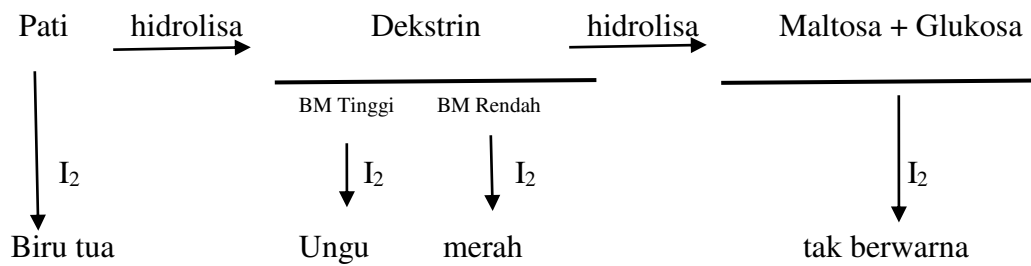 Pati hidrolisa Dekstrin hidrolisa Maltosa + Glukosa
BM Tinggi BM Rendah
I₂ I₂ I₂ I₂
Biru tua Ungu merah tak berwarna